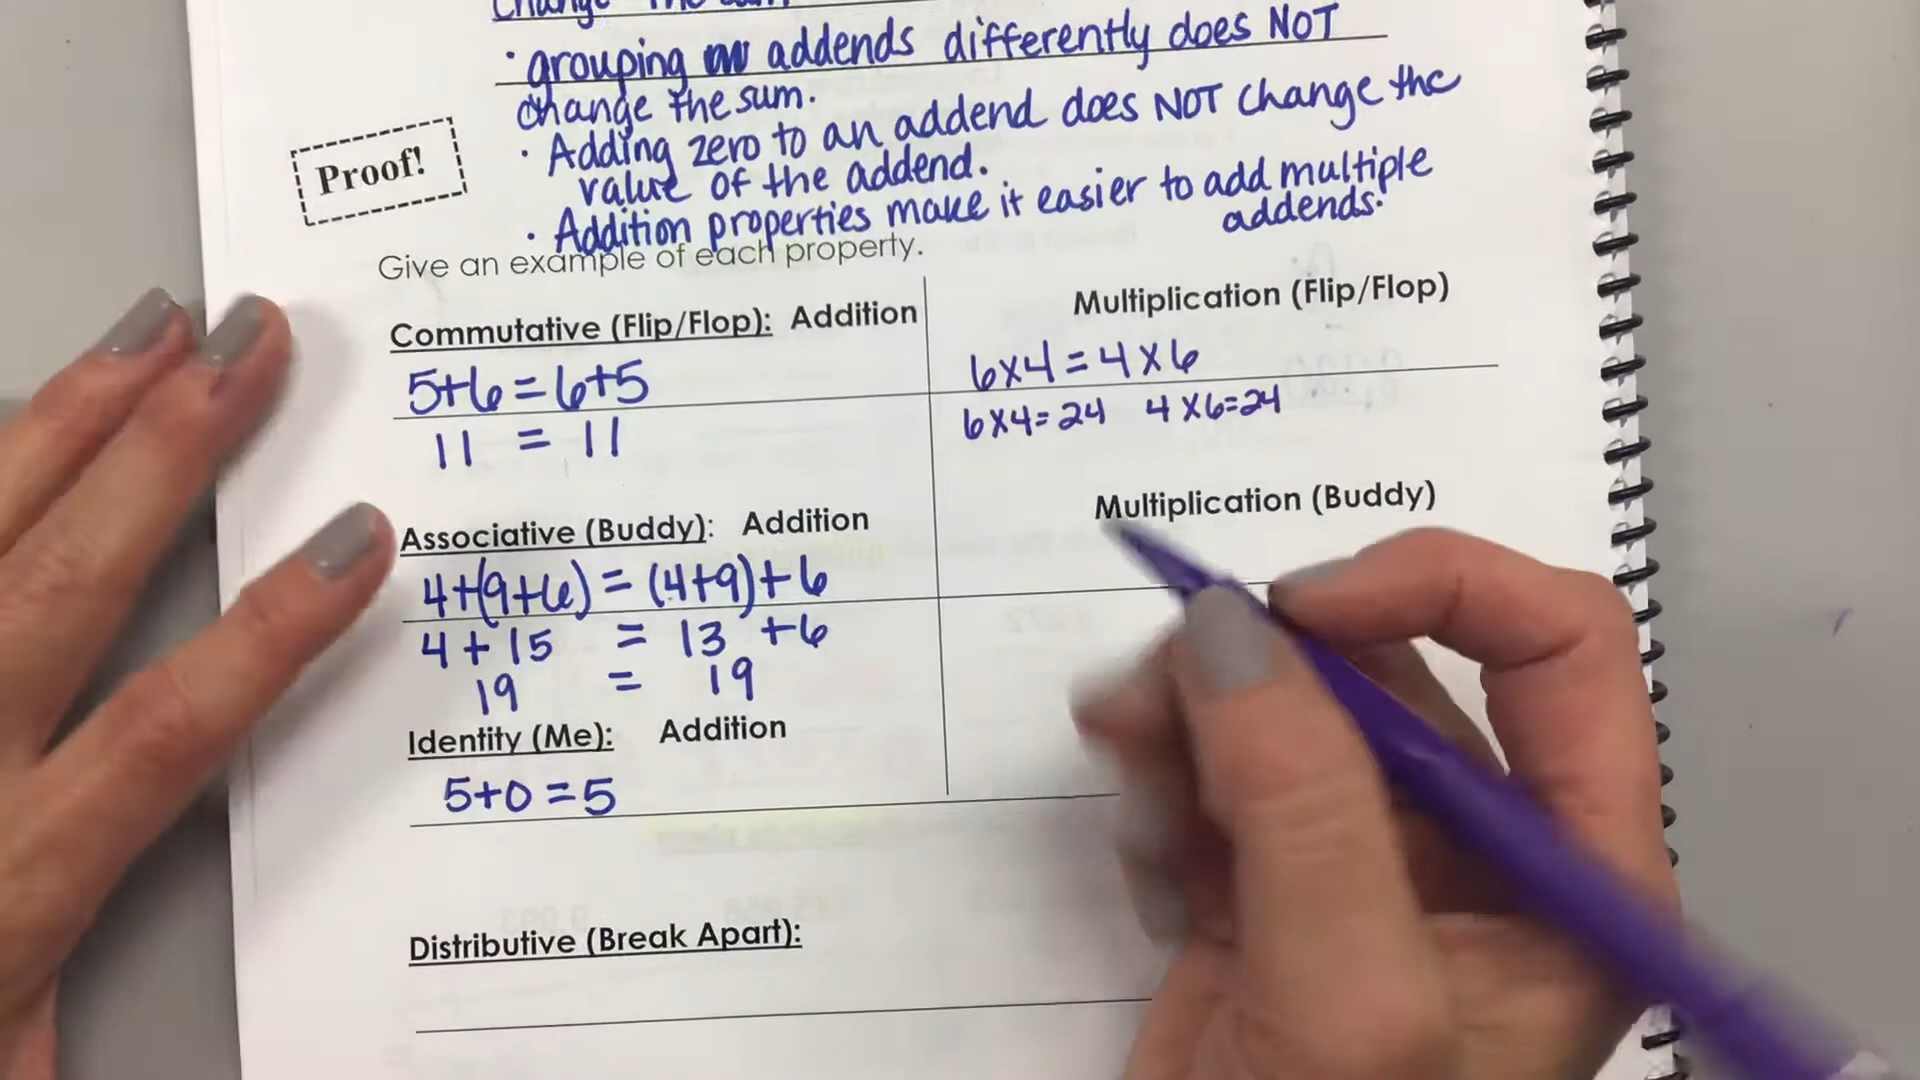 Change the sum.
· grouping addends differently does NOT
change the sum.
Proof!
· Adding zero to an addend does NOT change the
value of the addend.
· Addition properties make it easier to add multiple
addends.
Give an example of each property.
Commutative (Flip/Flop): Addition
5+6=6+5
11 = 11
Multiplication (Flip/Flop)
6x4=4x6
6x4=24 4x6=24
Associative (Buddy): Addition
4+(9+6) = (4+9)+6
4+15 = 13 +6
19 = 19
Multiplication (Buddy)
Identity (Me): Addition
5+0=5
Distributive (Break Apart):